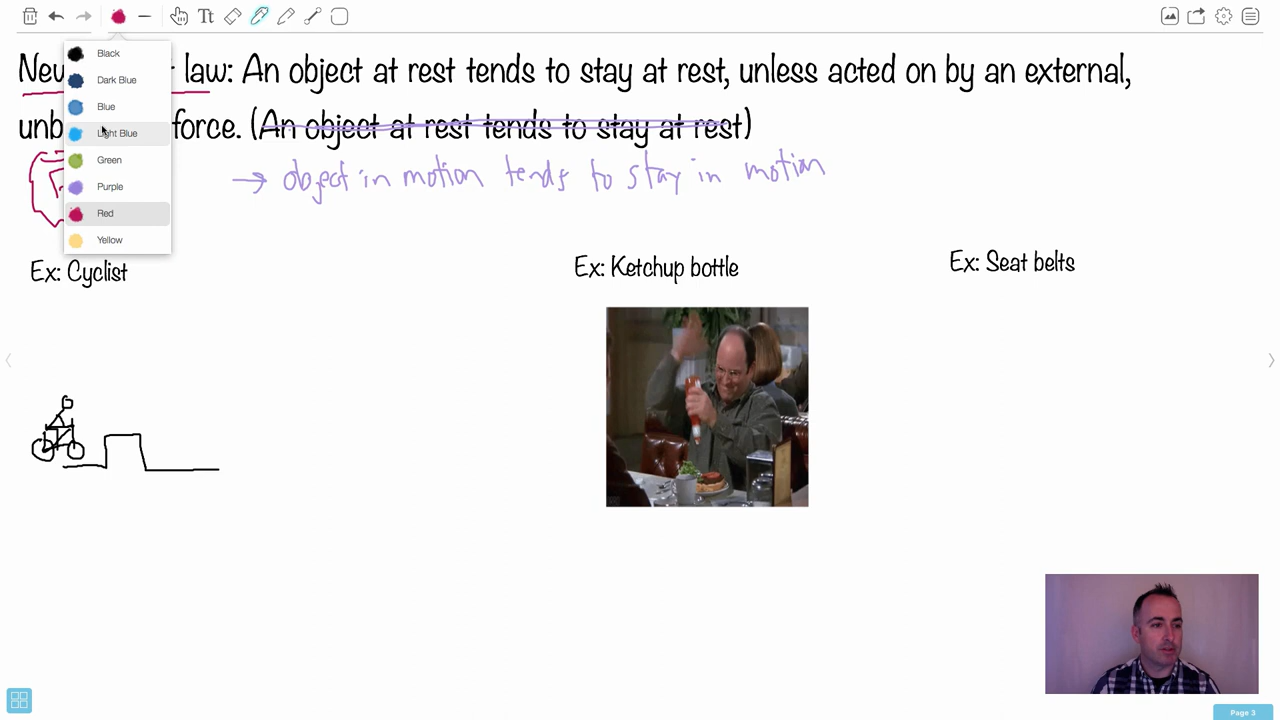 Tt
Black
Dark Blue
Blue
Light Blue
Green
Purple
Red
Yellow
law: An object at rest tends to stay at rest, unless acted on by an external,
force. (An object at rest tends to stay at rest)
→ object in motion tends to stay in motion
Ex: Cyclist
Ex: Ketchup bottle
Ex: Seat belts
Page 3